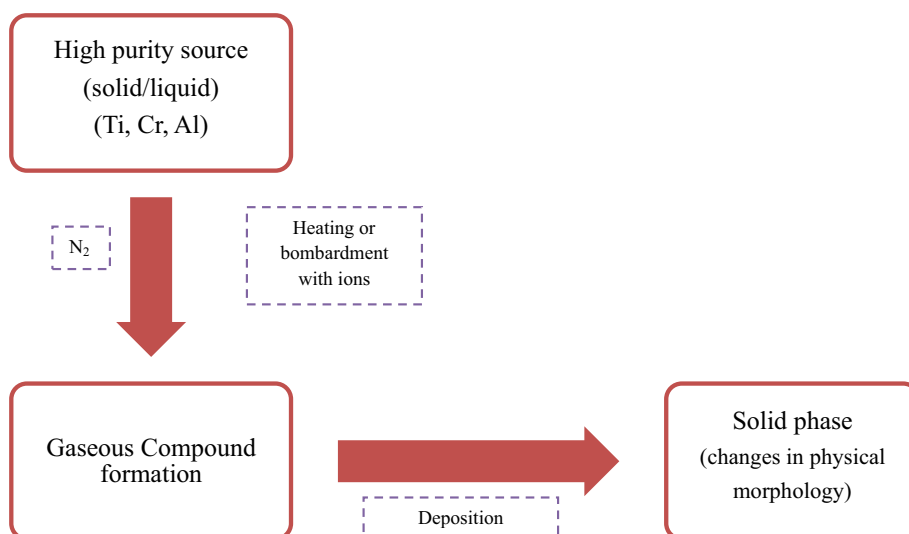 High purity source
(solid/liquid)
(Ti, Cr, Al)
N₂
Heating or
bombardment
with ions
Gaseous Compound
formation
Deposition
Solid phase
(changes in physical
morphology)